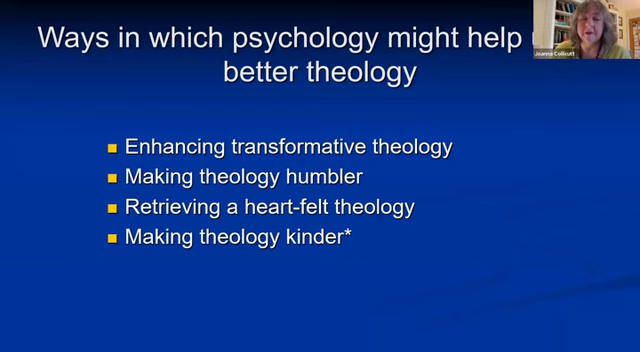 Ways in which psychology might help
better theology
Joanna Collicutt
Enhancing transformative theology
Making theology humbler
Retrieving a heart-felt theology
Making theology kinder*